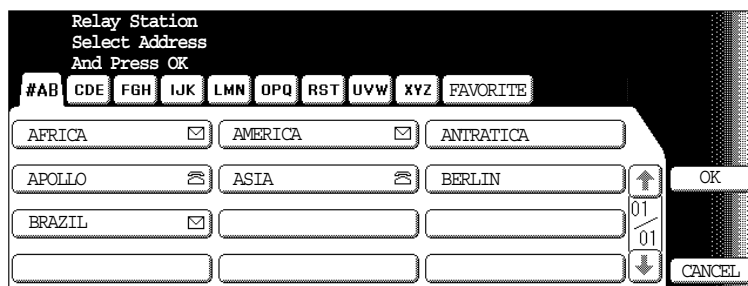 Relay Station
Select Address
And Press OK
#AB CDE FGH IJK LMN OPQ RST UVW XYZ FAVORITE
AFRICA AMERICA ANTRATICA
APOLLO ASIA BERLIN OK
BRAZIL 01/01
CANCEL